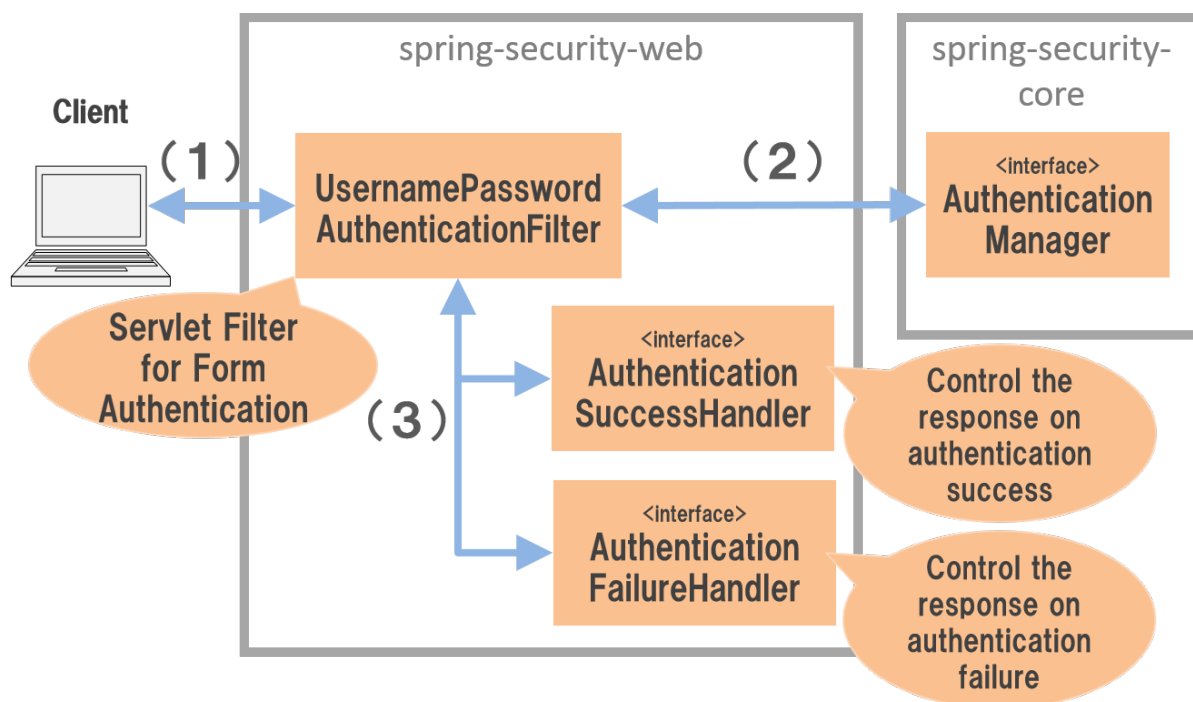 spring-security-web
spring-security-
core
Client
(1)
UsernamePassword
AuthenticationFilter
(2)
<interface>
Authentication
Manager
Servlet Filter
for Form
Authentication
(3)
<interface>
Authentication
SuccessHandler
Control the
response on
authentication
success
<interface>
Authentication
FailureHandler
Control the
response on
authentication
failure